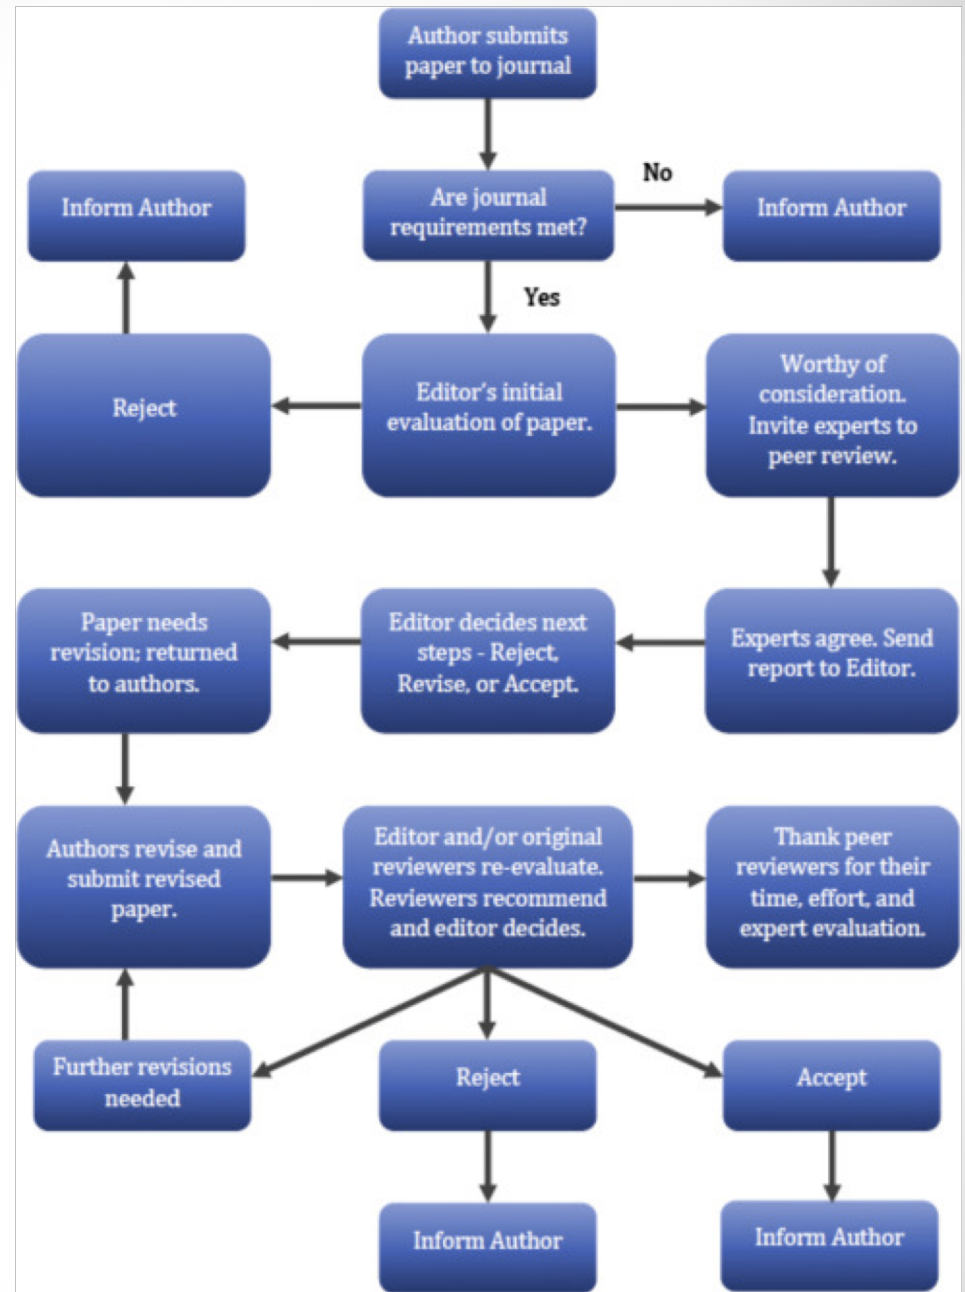 Author submits
paper to journal
No
Inform Author
Are journal
requirements met?
Inform Author
Yes
Reject
Editor's initial
evaluation of paper.
Worthy of
consideration.
Invite experts to
peer review.
Paper needs
revision; returned
to authors.
Editor decides next
steps - Reject,
Revise, or Accept.
Experts agree. Send
report to Editor.
Authors revise and
submit revised
paper.
Editor and/or original
reviewers re-evaluate.
Reviewers recommend
and editor decides.
Thank peer
reviewers for their
time, effort, and
expert evaluation.
Further revisions
needed
Reject
Accept
Inform Author
Inform Author